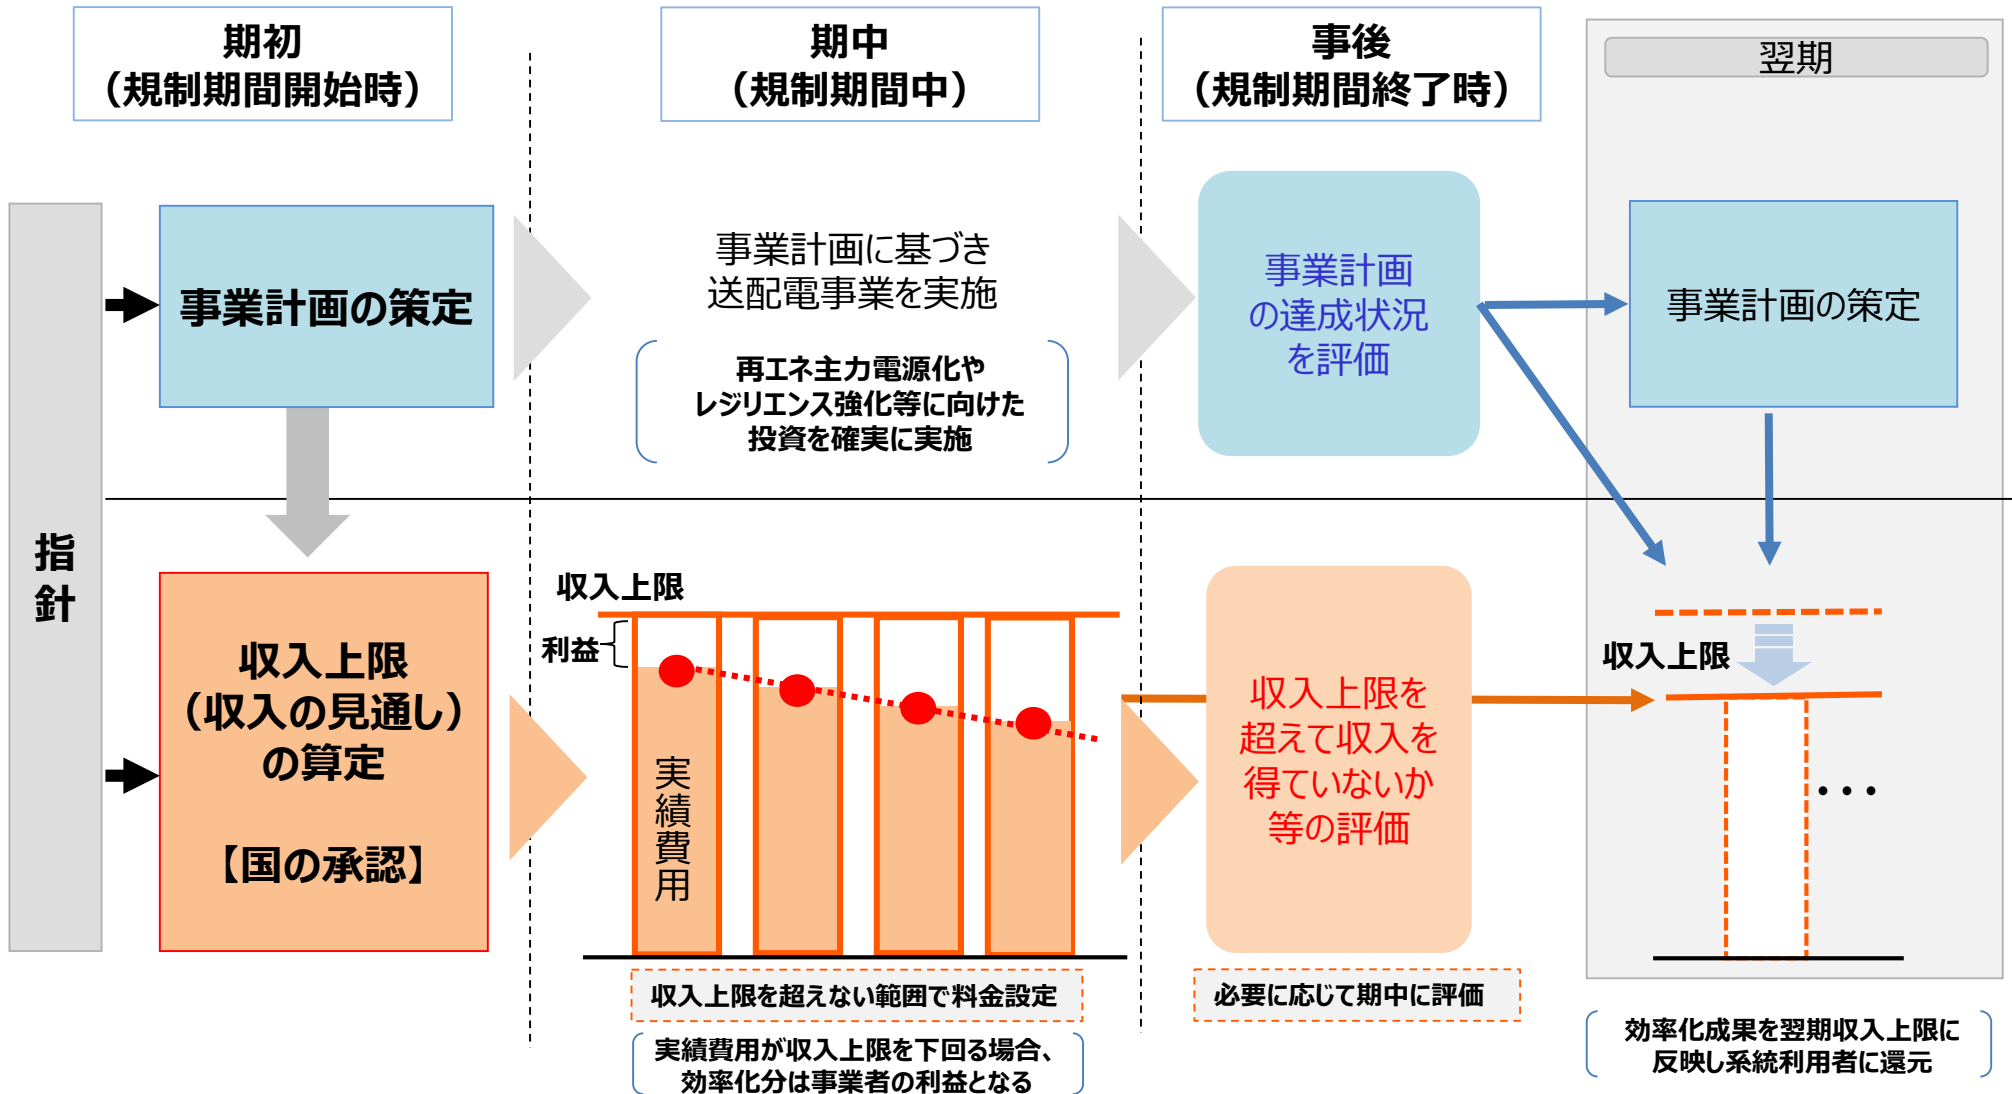 期初
（規制期間開始時）
期中
（規制期間中）
事後
（規制期間終了時）
翌期
指
針
事業計画の策定
事業計画に基づき
送配電事業を実施
再エネ主力電源化や
レジリエンス強化等に向けた
投資を確実に実施
事業計画
の達成状況
を評価
事業計画の策定
収入上限
（収入の見通し）
の算定
【国の承認】
収入上限
利益
実
績
費
用
収入上限を
超えて収入を
得ていないか
等の評価
収入上限
・・・
収入上限を超えない範囲で料金設定
実績費用が収入上限を下回る場合、
効率化分は事業者の利益となる
必要に応じて期中に評価
効率化成果を翌期収入上限に
反映し系統利用者に還元